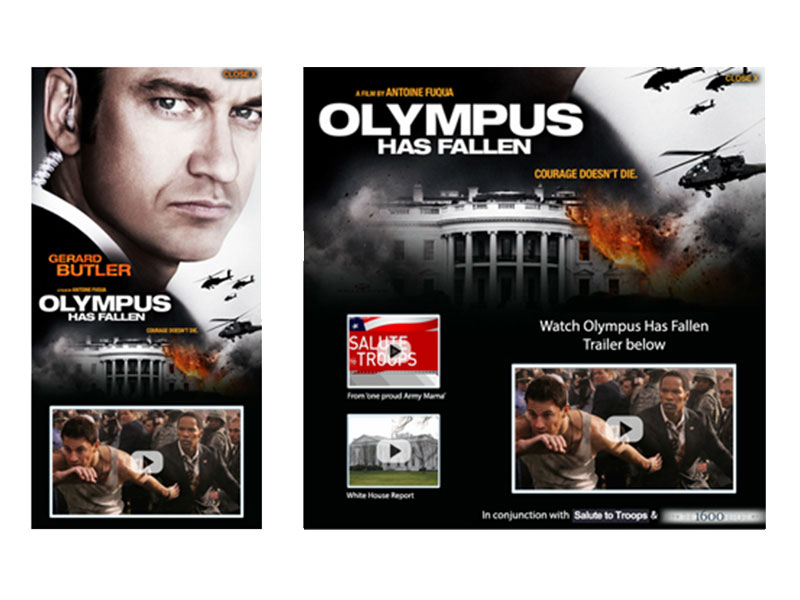 CLOSE X
GERARD
BUTLER
A FILM BY ANTOINE FUQUA
OLYMPUS
HAS FALLEN
COURAGE DOESN'T DIE.
CLOSE X
A FILM BY ANTOINE FUQUA
OLYMPUS
HAS FALLEN
COURAGE DOESN'T DIE.
SALUTE
to TROOPS
From 'one proud Army Mama'
White House Report
Watch Olympus Has Fallen
Trailer below
In conjunction with Salute to Troops & 1600